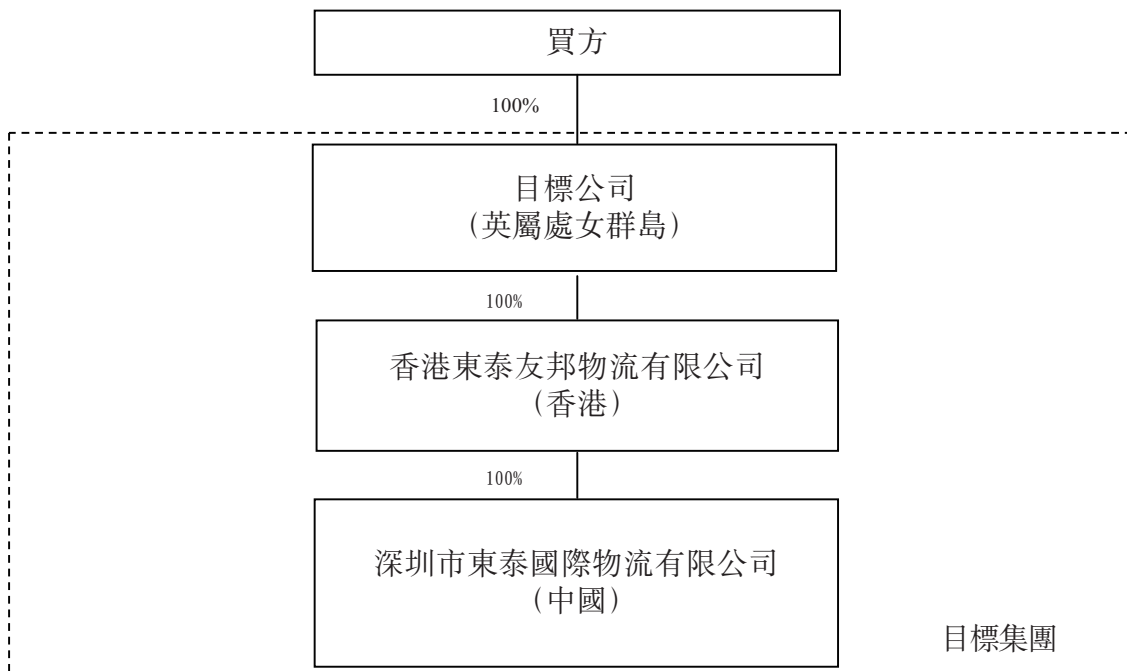 買方
100%
目標公司
（英屬處女群島）
100%
香港東泰友邦物流有限公司
（香港）
100%
深圳市東泰國際物流有限公司
（中國）
目標集團